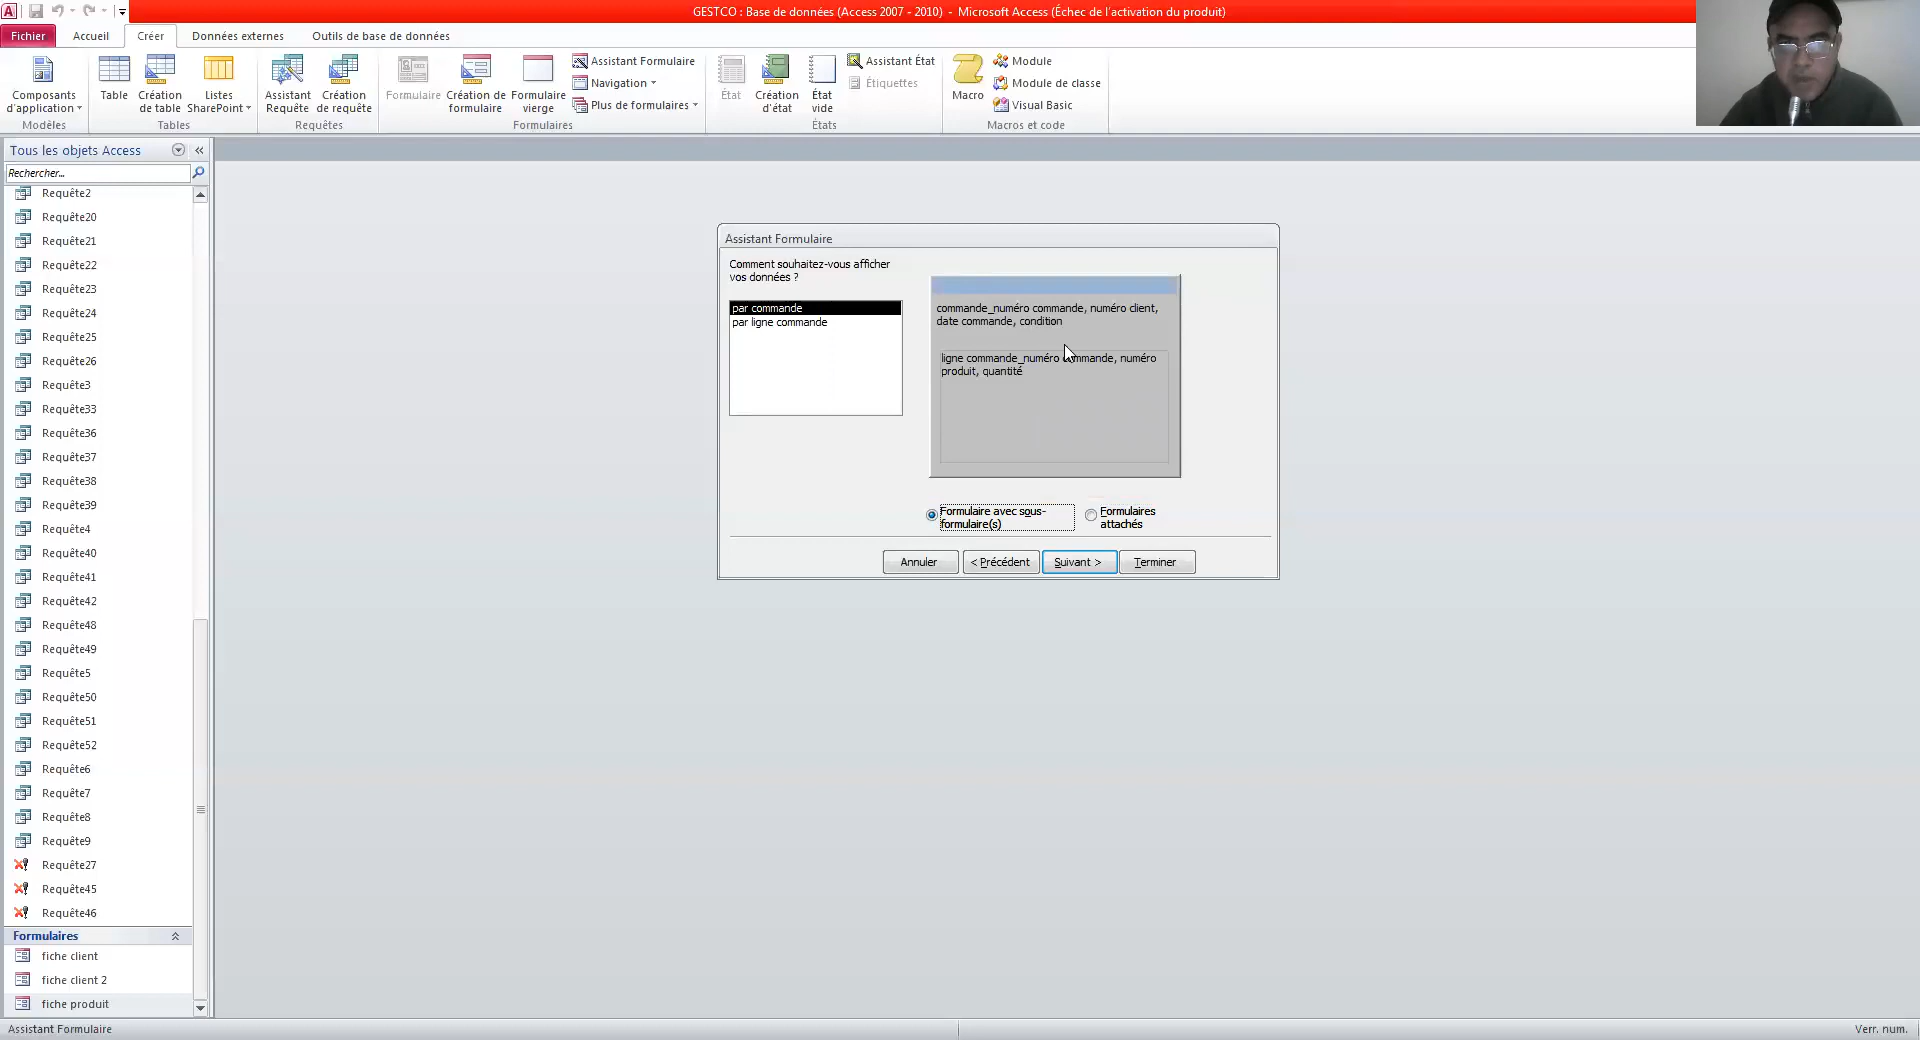 GESTCO : Base de données (Access 2007 - 2010) - Microsoft Access (Échec de l'activation du produit)
Fichier
Accueil
Créer
Données externes
Outils de base de données
Composants
d'application
Modèles
Table
Création
de table
Listes
SharePoint
Tables
Assistant
Requête
Création
de requête
Requêtes
Formulaire
Création de
formulaire
Formulaire
vierge
Assistant Formulaire
Navigation
Plus de formulaires
Formulaires
État
Création
d'état
État
vide
Assistant État
Étiquettes
États
Macro
Module
Module de classe
Visual Basic
Macros et code
Tous les objets Access
Rechercher...
Requête2
Requête20
Requête21
Requête22
Requête23
Requête24
Requête25
Requête26
Requête3
Requête33
Requête36
Requête37
Requête38
Requête39
Requête4
Requête40
Requête41
Requête42
Requête48
Requête49
Requête5
Requête50
Requête51
Requête52
Requête6
Requête7
Requête8
Requête9
Requête27
Requête45
Requête46
Formulaires
fiche client
fiche client 2
fiche produit
Assistant Formulaire
Comment souhaitez-vous afficher
vos données ?
par commande
par ligne commande
commande_numéro commande, numéro client,
date commande, condition
ligne commande_numéro commande, numéro
produit, quantité
Formulaire avec sous-
formulaire(s)
Formulaires
attachés
Annuler
< Précédent
Suivant >
Terminer
Assistant Formulaire
Verr. num.